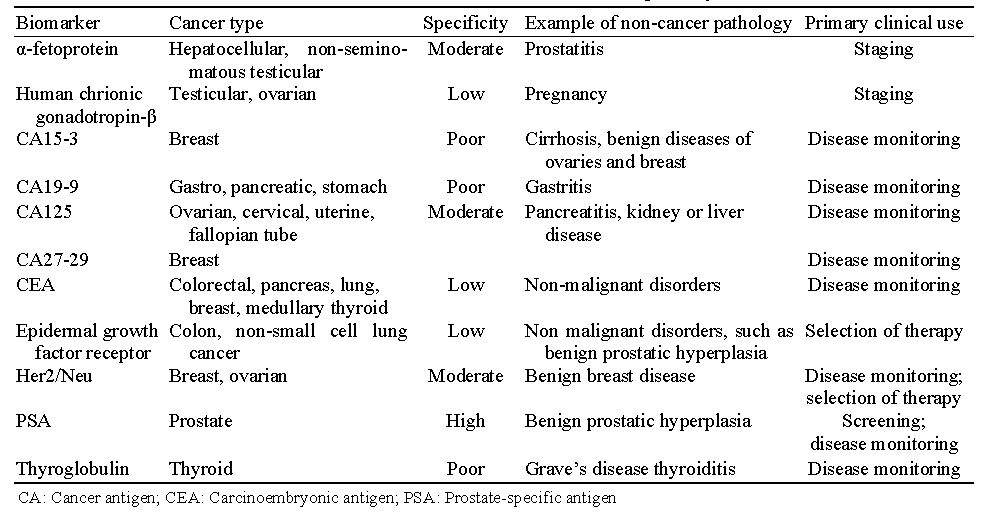 Biomarker Cancer type Specificity Example of non-cancer pathology Primary clinical use
α-fetoprotein Hepatocellular, non-semino- Moderate Prostatitis Staging
matous testicular
Human chrionic Testicular, ovarian Low Pregnancy Staging
gonadotropin-β
CA15-3 Breast Poor Cirrhosis, benign diseases of Disease monitoring
ovaries and breast
CA19-9 Gastro, pancreatic, stomach Poor Gastritis Disease monitoring
CA125 Ovarian, cervical, uterine, Moderate Pancreatitis, kidney or liver Disease monitoring
fallopian tube disease
CA27-29 Breast Disease monitoring
CEA Colorectal, pancreas, lung, Low Non-malignant disorders Disease monitoring
breast, medullary thyroid
Epidermal growth Colon, non-small cell lung Low Non malignant disorders, such as Selection of therapy
factor receptor cancer benign prostatic hyperplasia
Her2/Neu Breast, ovarian Moderate Benign breast disease Disease monitoring;
selection of therapy
PSA Prostate High Benign prostatic hyperplasia Screening;
disease monitoring
Thyroglobulin Thyroid Poor Grave's disease thyroiditis Disease monitoring
CA: Cancer antigen; CEA: Carcinoembryonic antigen; PSA: Prostate-specific antigen